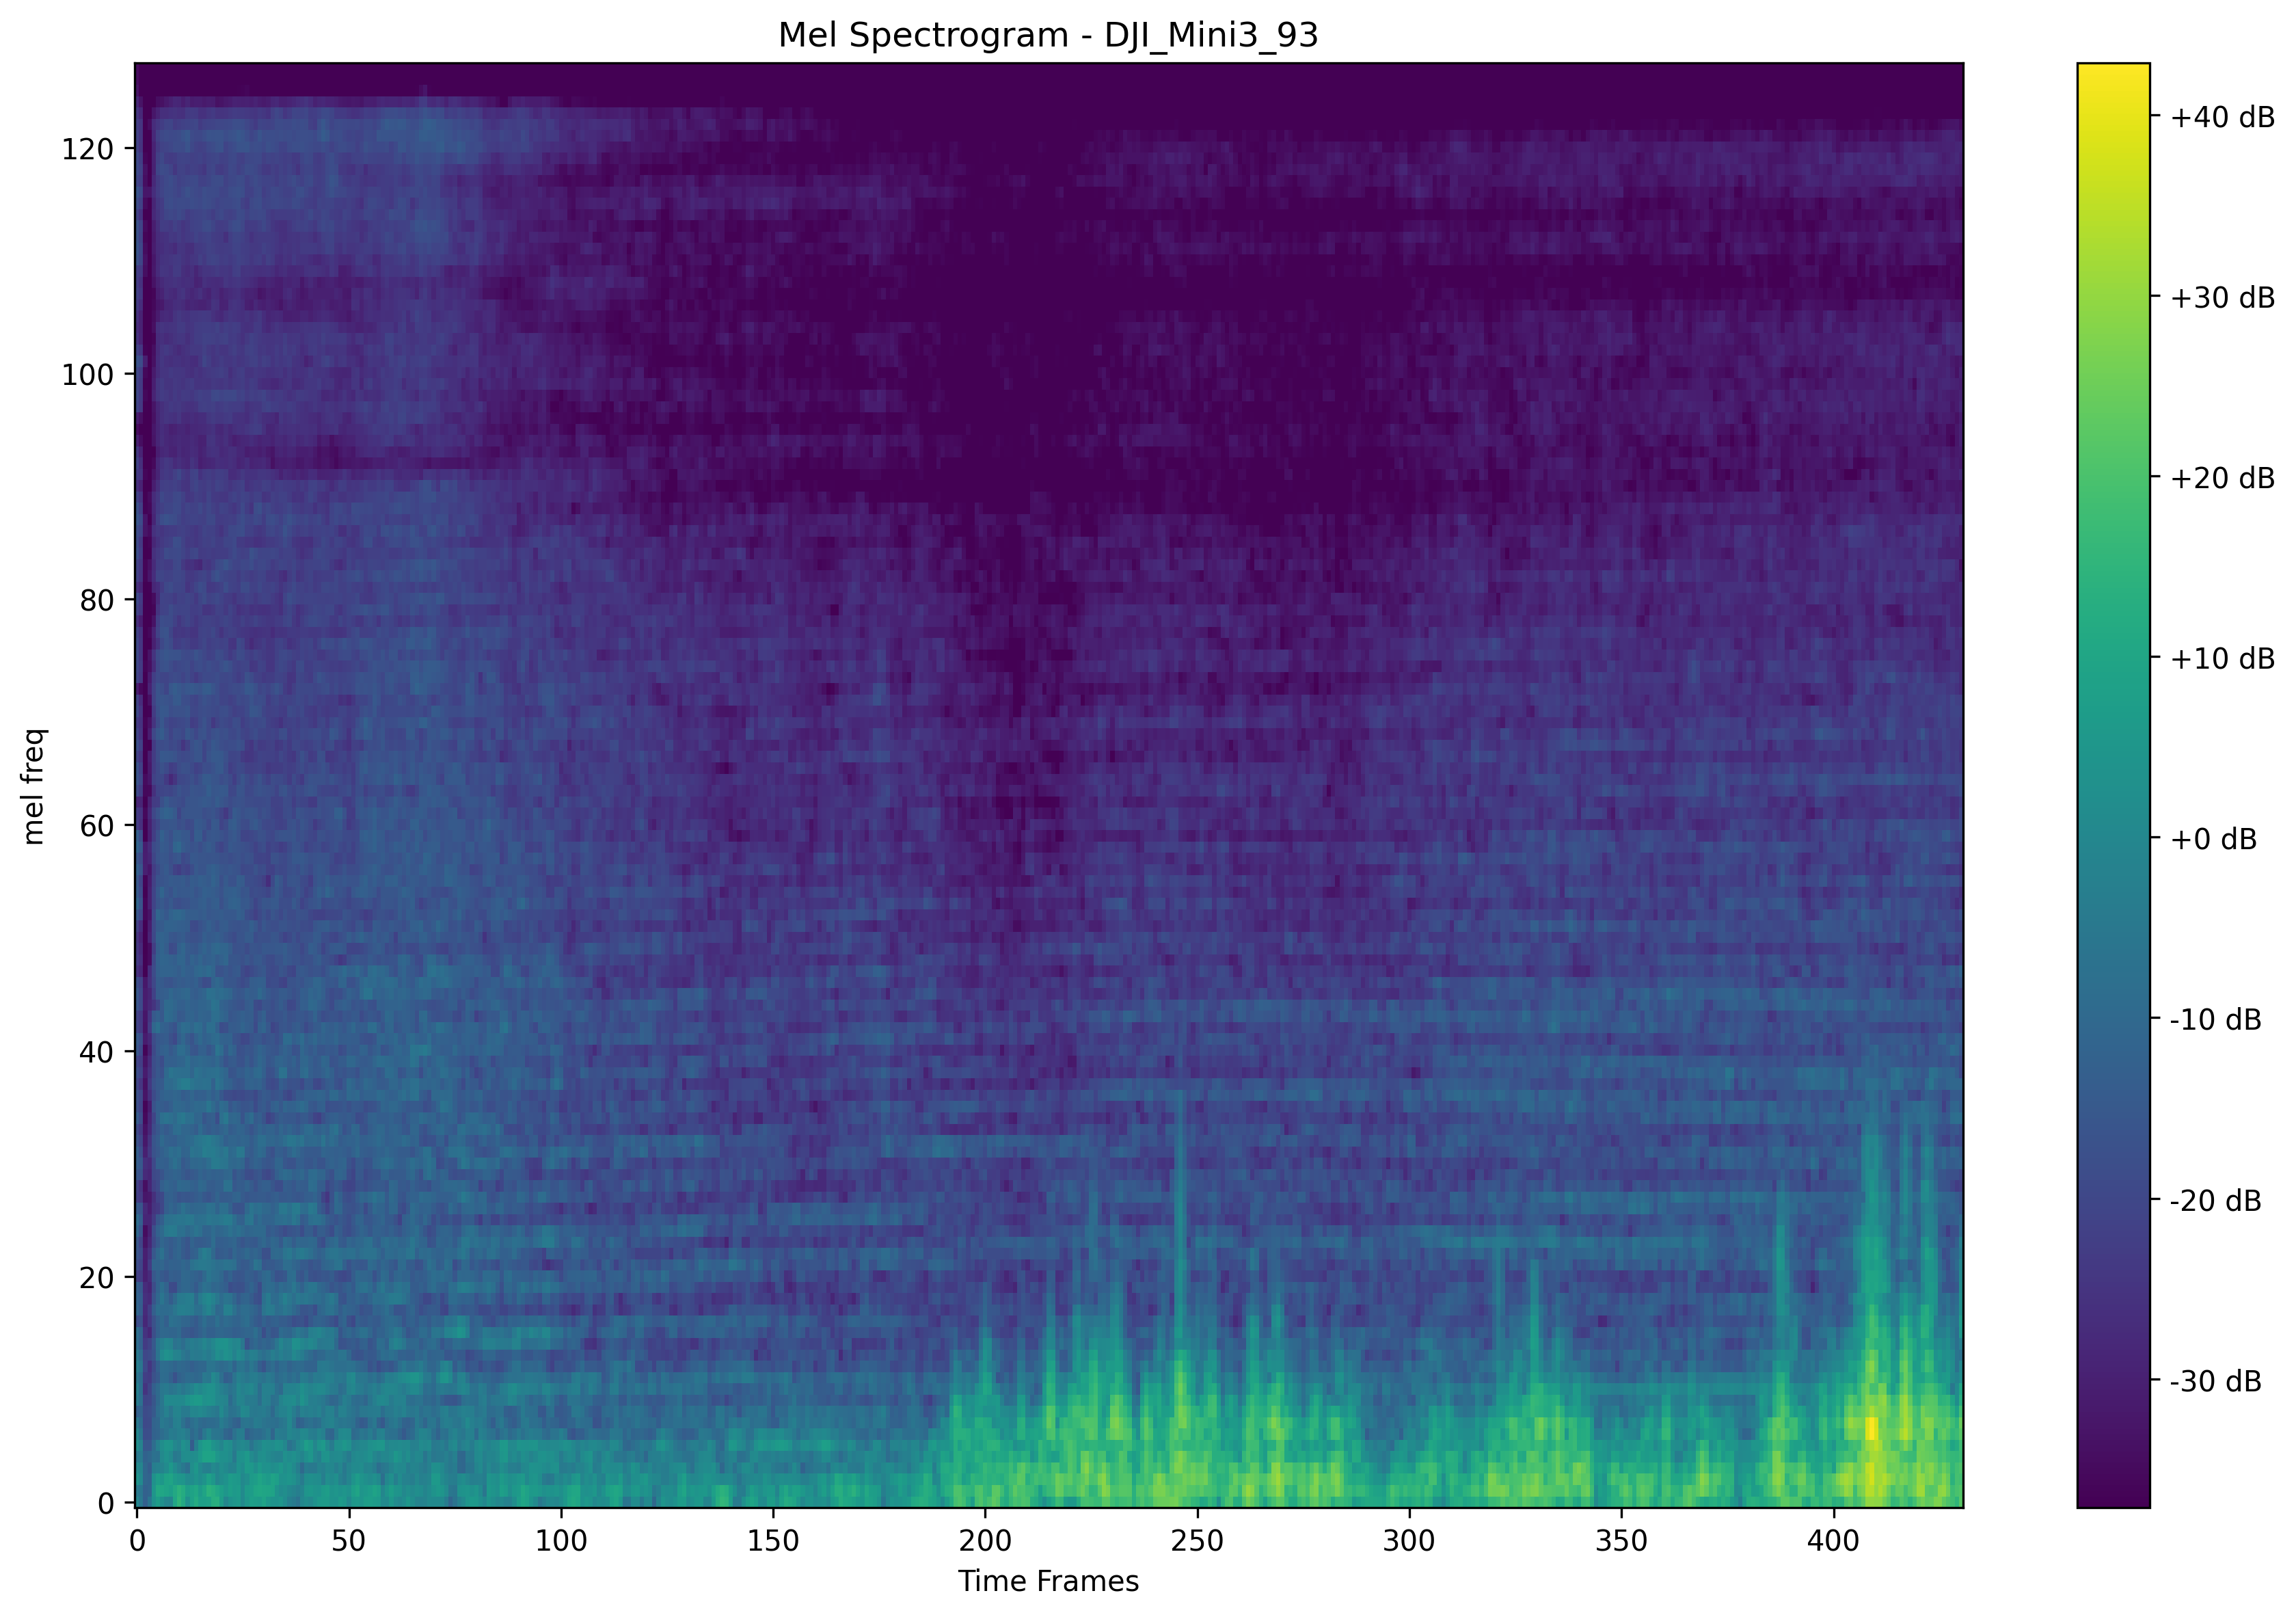 Mel Spectrogram - DJI_Mini3_93
mel freq
120
100
80
60
40
20
0
0 50 100 150 200 250 300 350 400
Time Frames
+40 dB
+30 dB
+20 dB
+10 dB
+0 dB
-10 dB
-20 dB
-30 dB